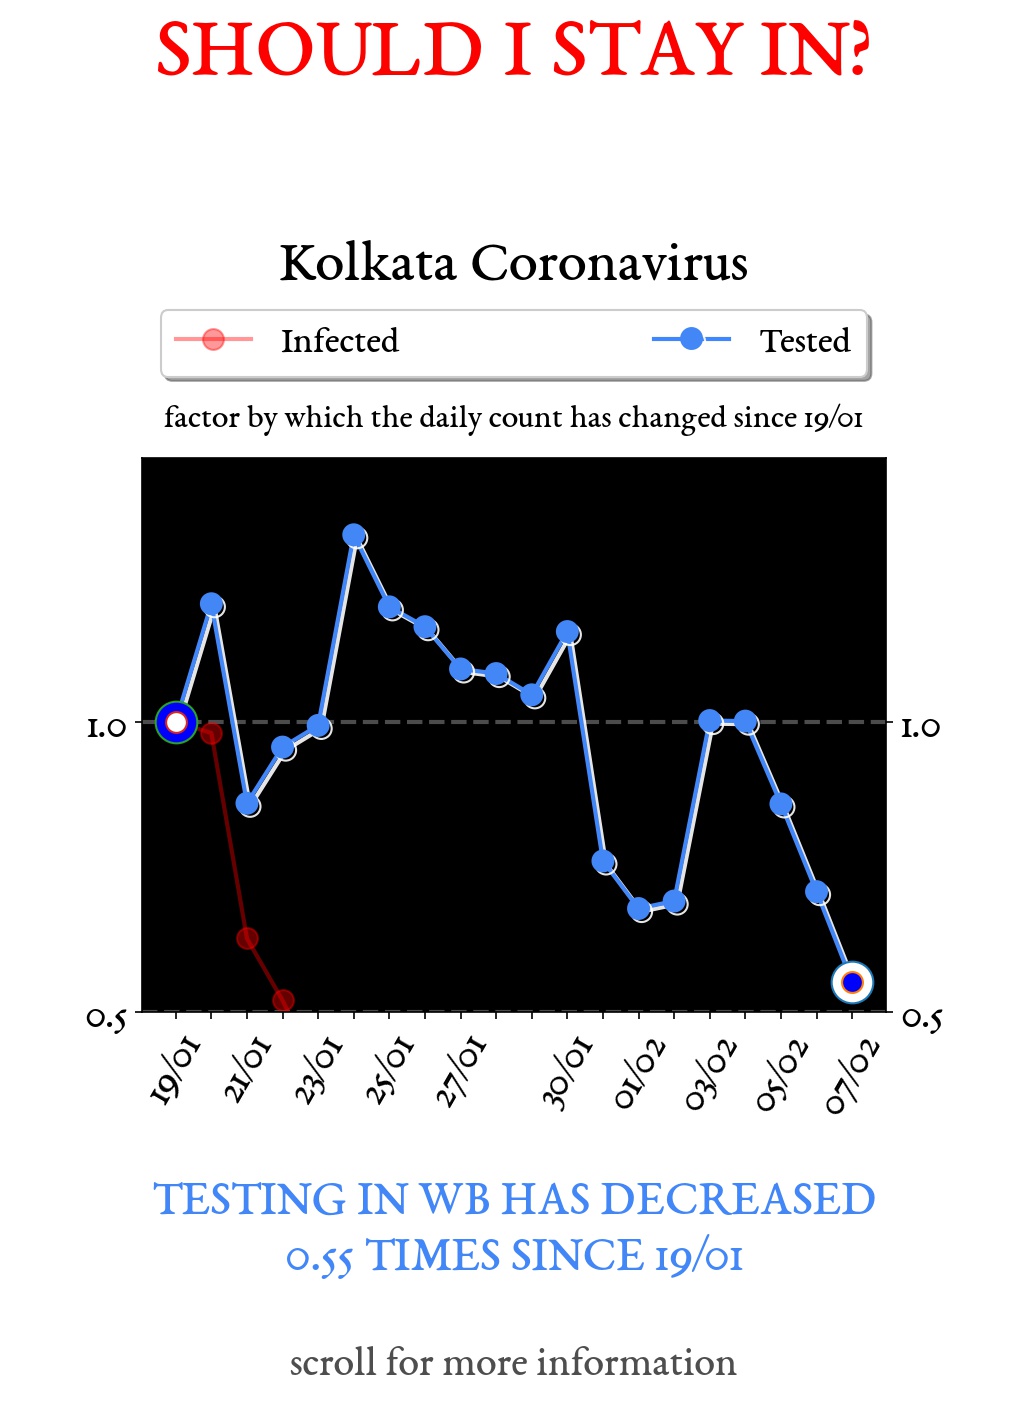 SHOULD I STAY IN?
Kolkata Coronavirus
Infected Tested
factor by which the daily count has changed since 19/01
1.0 1.0
0.5 0.5
19/01 21/01 23/01 25/01 27/01 30/01 01/02 03/02 05/02 07/02
TESTING IN WB HAS DECREASED
0.55 TIMES SINCE 19/01
scroll for more information